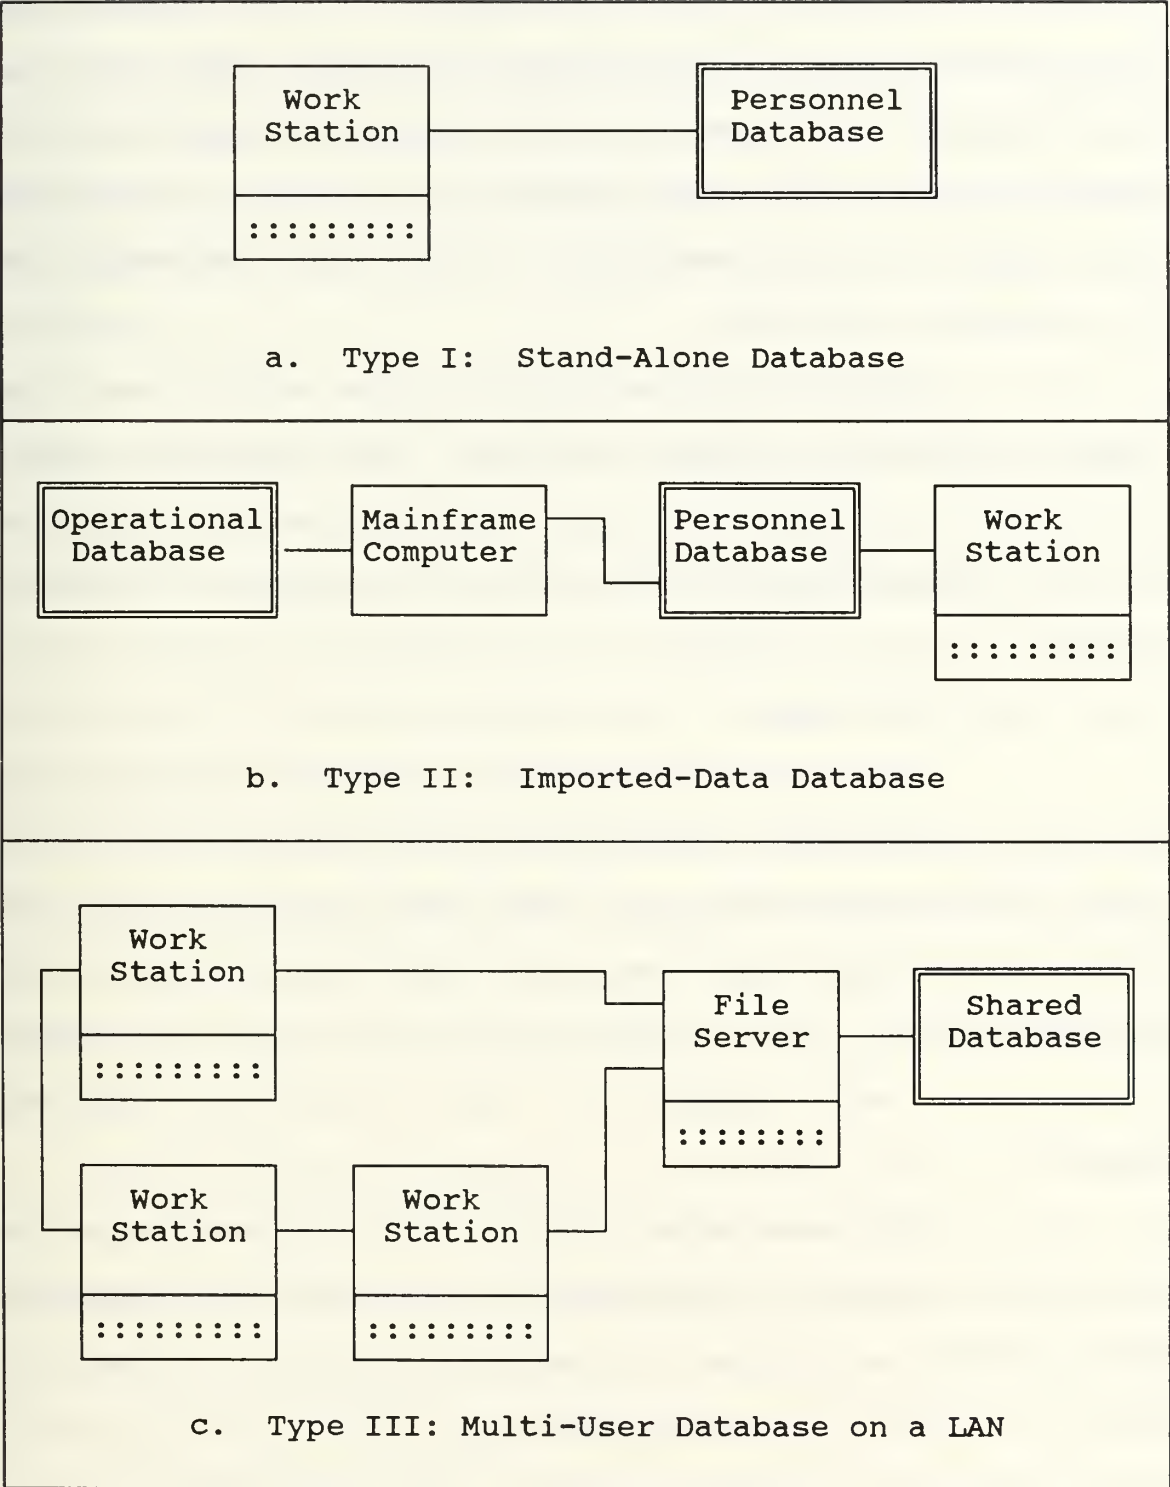 Work
Station
Personnel
Database
:::::::::
a. Type I: Stand-Alone Database
Operational
Database
Mainframe
Computer
Personnel
Database
Work
Station
:::::::::
b. Type II: Imported-Data Database
Work
Station
:::::::::
File
Server
::::::::
Shared
Database
Work
Station
:::::::::
Work
Station
:::::::::
c. Type III: Multi-User Database on a LAN